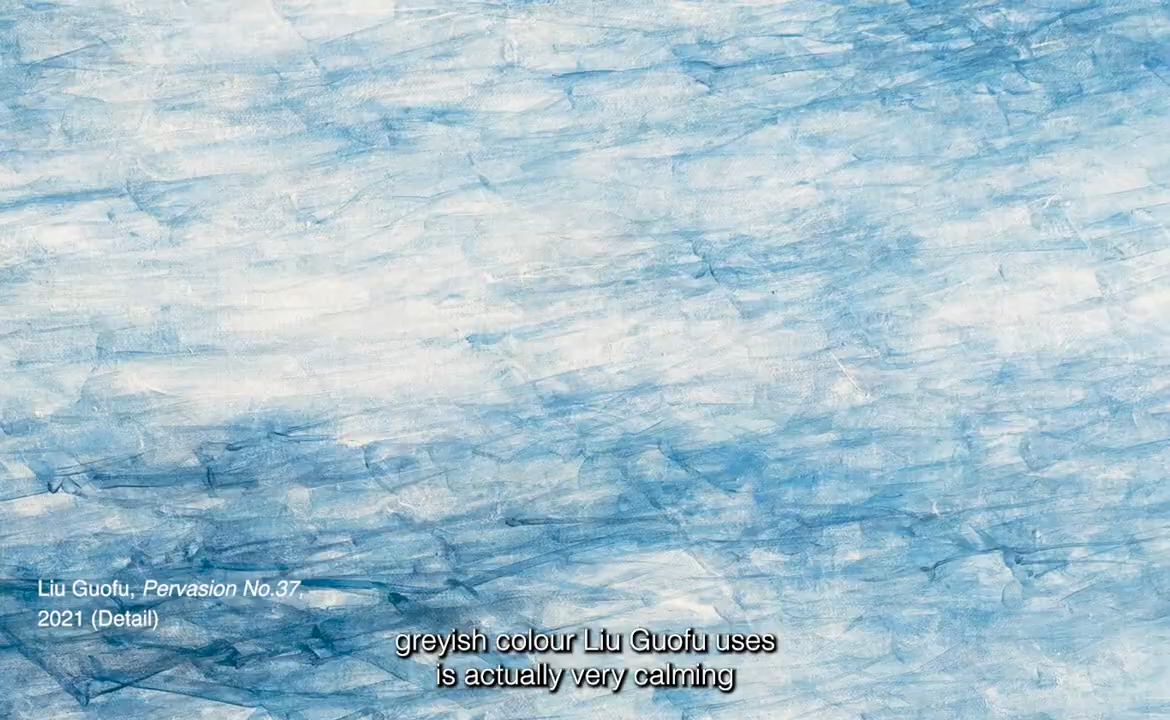 Liu Guofu, Pervasion No.37,
2021 (Detail)
greyish colour Liu Guofu uses
is actually very calming